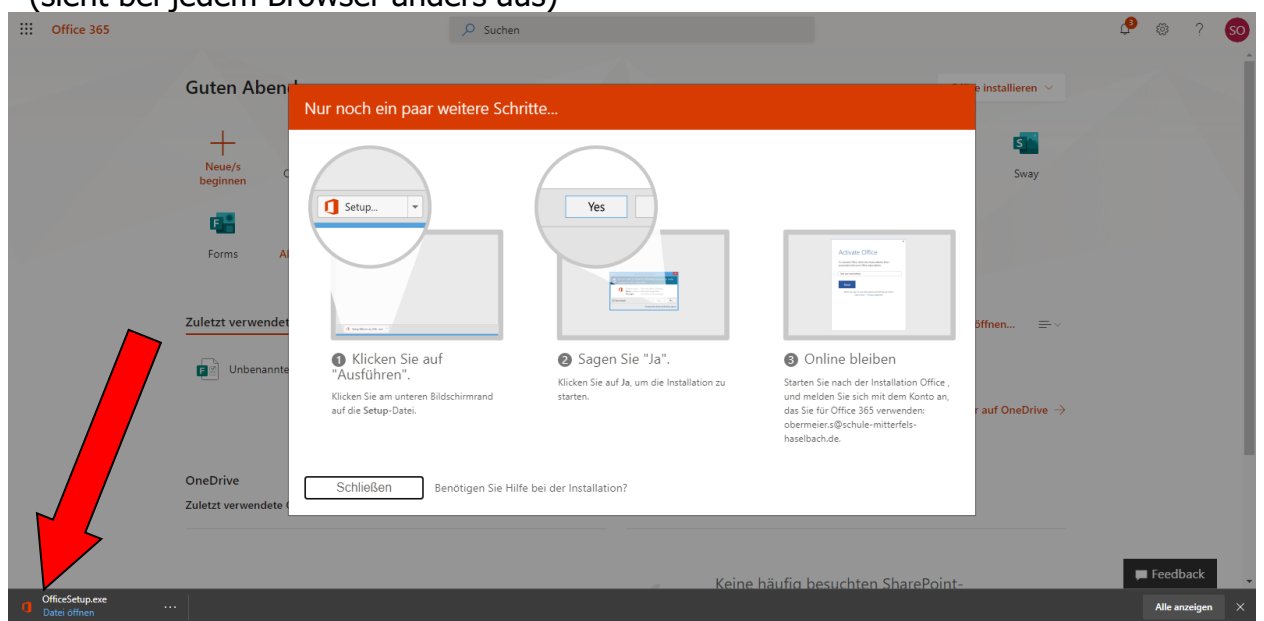 (sieht bei jedem Browser anders aus)
Office 365
Suchen
3
?
SO
Guten Abend
e installieren
Nur noch ein paar weitere Schritte...
Neue/s
beginnen
S
Sway
F
Forms
Setup...
Yes
Activate Office
Zuletzt verwendet
öffnen...
Unbenannte
1 Klicken Sie auf
"Ausführen".
Klicken Sie am unteren Bildschirmrand
auf die Setup-Datei.
2 Sagen Sie "Ja".
Klicken Sie auf Ja, um die Installation zu
starten.
3 Online bleiben
Starten Sie nach der Installation Office ,
und melden Sie sich mit dem Konto an,
das Sie für Office 365 verwenden:
obermeier.s@schule-mitterfels-
haselbach.de.
r auf OneDrive →
OneDrive
Zuletzt verwendete
Schließen
Benötigen Sie Hilfe bei der Installation?
Keine häufig besuchten SharePoint-
Feedback
OfficeSetup.exe
Datei öffnen
...
Alle anzeigen